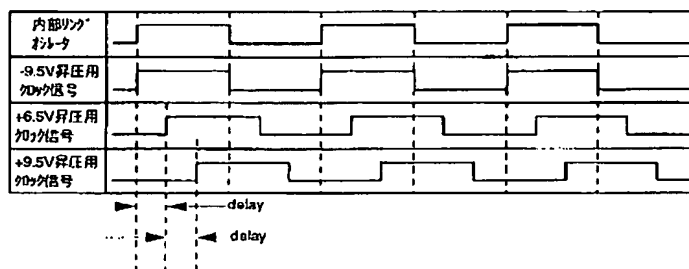 内部リング
オシレータ
-9.5V昇圧用
クロック信号
+6.5V昇圧用
クロック信号
+9.5V昇圧用
クロック信号
delay
delay